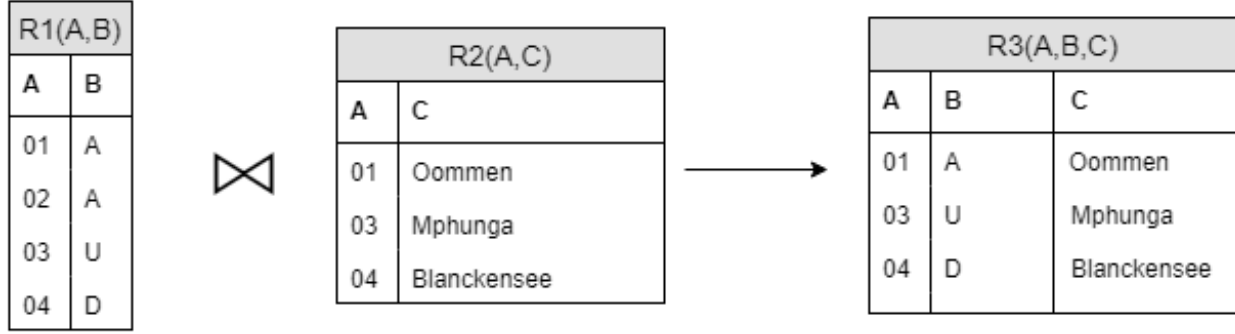 R1(A,B)
A B
01 A
02 A
03 U
04 D
R2(A,C)
A C
01 Oommen
03 Mphunga
04 Blanckensee
R3(A,B,C)
A B C
01 A Oommen
03 U Mphunga
04 D Blanckensee